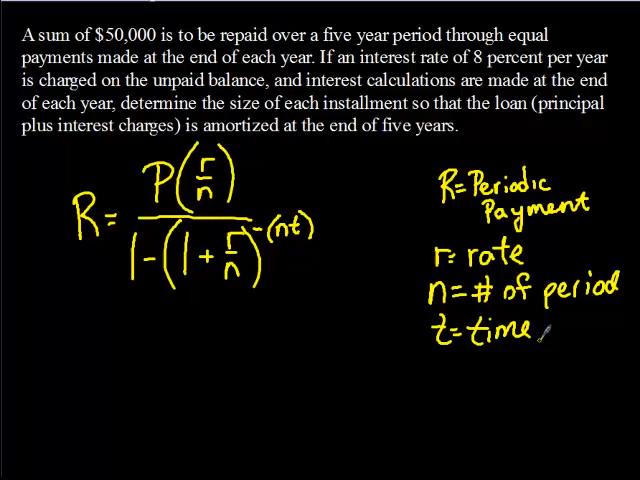 A sum of $50,000 is to be repaid over a five year period through equal
payments made at the end of each year. If an interest rate of 8 percent per year
is charged on the unpaid balance, and interest calculations are made at the end
of each year, determine the size of each installment so that the loan (principal
plus interest charges) is amortized at the end of five years.
R = P(r/n) / 1 - (1 + r/n)^-(nt)
R = Periodic
Payment
r = rate
n = # of period
t = time